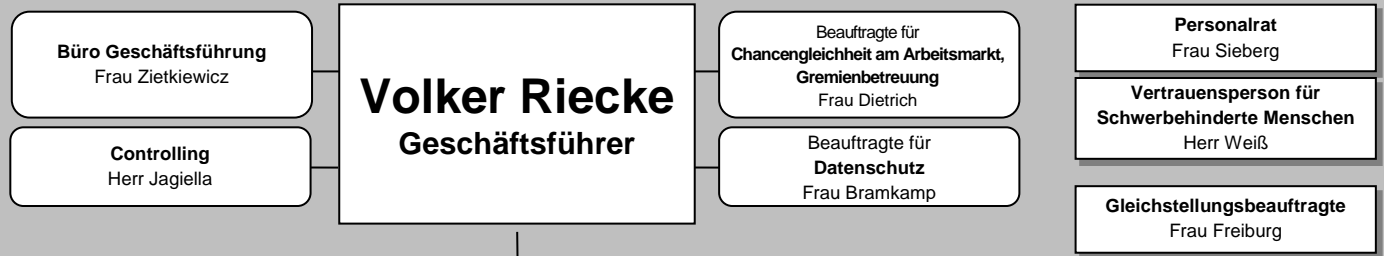 Büro Geschäftsführung
Frau Zietkiewicz
Controlling
Herr Jagiella
Volker Riecke
Geschäftsführer
Beauftragte für
Chancengleichheit am Arbeitsmarkt,
Gremienbetreuung
Frau Dietrich
Beauftragte für
Datenschutz
Frau Bramkamp
Personalrat
Frau Sieberg
Vertrauensperson für
Schwerbehinderte Menschen
Herr Weiß
Gleichstellungsbeauftragte
Frau Freiburg